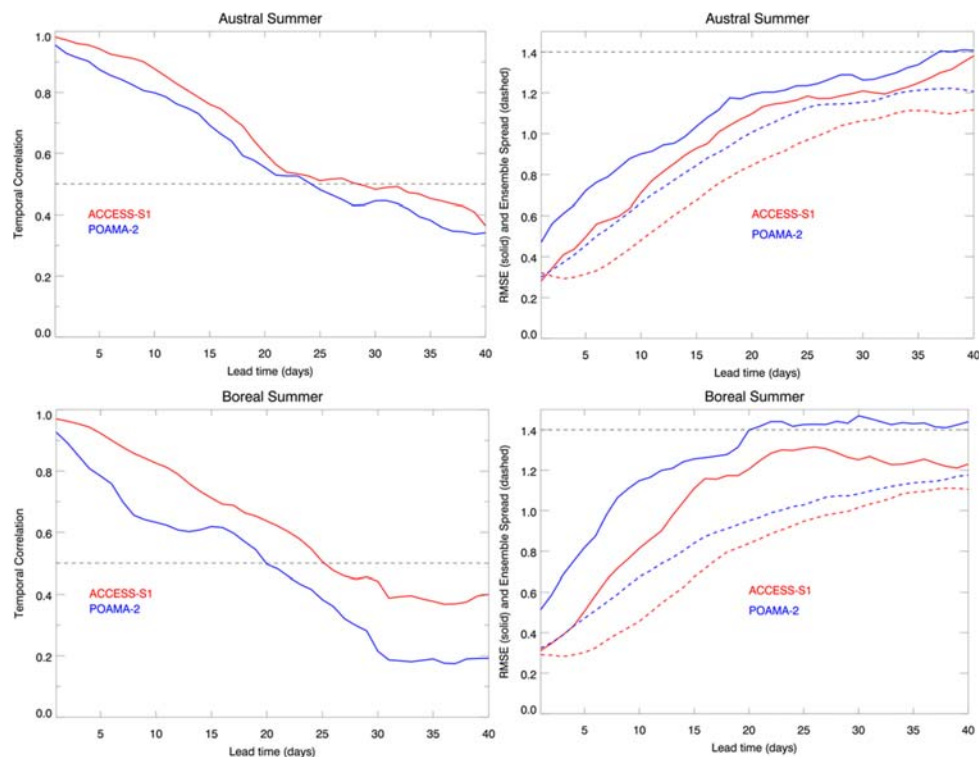 Austral Summer
Temporal Correlation
1.0
0.8
0.6
0.4
0.2
0.0
ACCESS-S1
POAMA-2
5 10 15 20 25 30 35 40
Lead time (days)
Austral Summer
RMSE (solid) and Ensemble Spread (dashed)
1.4
1.2
1.0
0.8
0.6
0.4
0.2
0.0
ACCESS-S1
POAMA-2
5 10 15 20 25 30 35 40
Lead time (days)
Boreal Summer
Temporal Correlation
1.0
0.8
0.6
0.4
0.2
0.0
ACCESS-S1
POAMA-2
5 10 15 20 25 30 35 40
Lead time (days)
Boreal Summer
RMSE (solid) and Ensemble Spread (dashed)
1.4
1.2
1.0
0.8
0.6
0.4
0.2
0.0
ACCESS-S1
POAMA-2
5 10 15 20 25 30 35 40
Lead time (days)